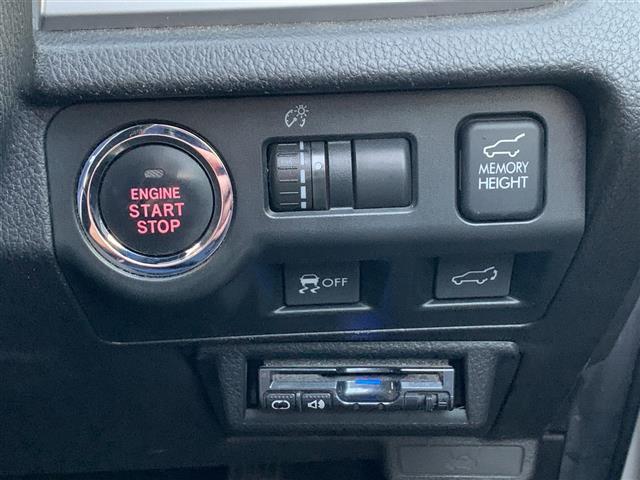 ENGINE
START
STOP
MEMORY
HEIGHT
OFF